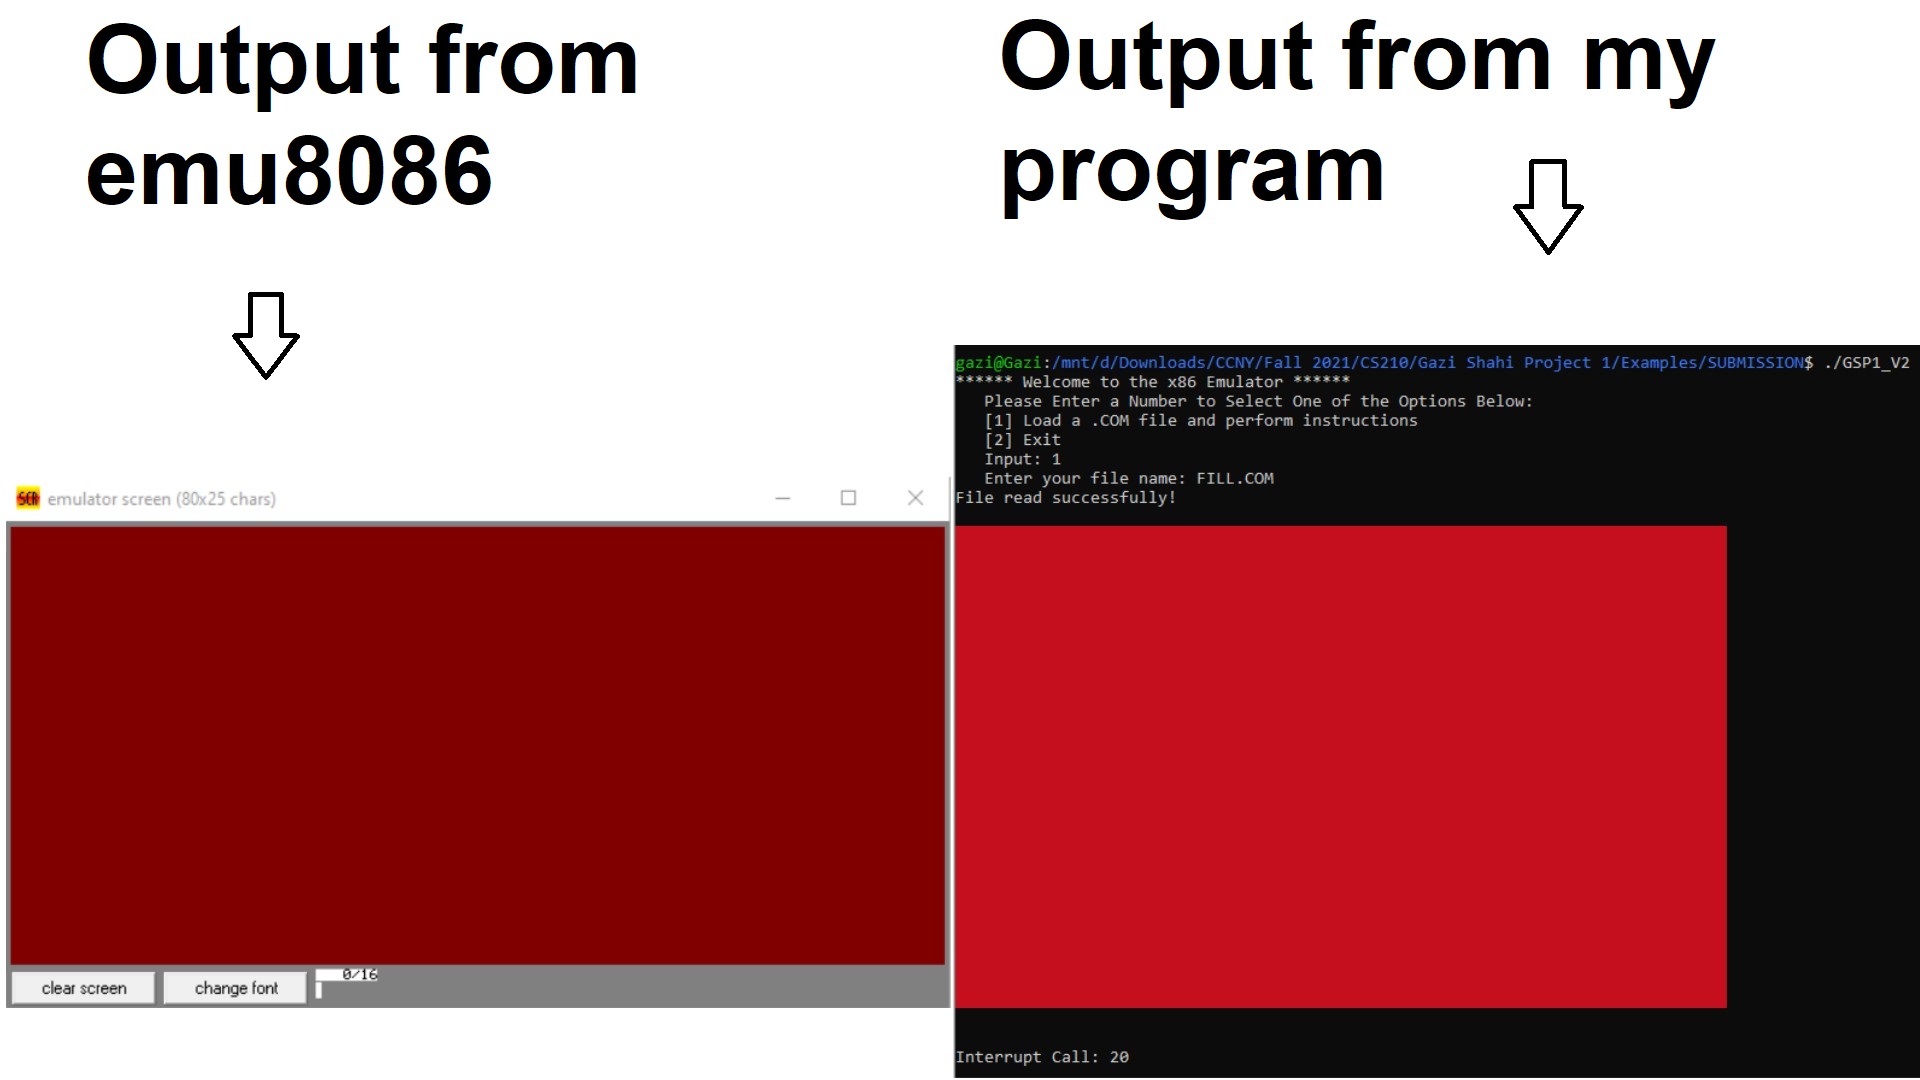 Output from
emu8086
Output from my
program
SCR emulator screen (80x25 chars)
clear screen
change font
0/16
gazi@Gazi:/mnt/d/Downloads/CCNY/Fall 2021/CS210/Gazi Shahi Project 1/Examples/SUBMISSION$ ./GSP1_V2
****** Welcome to the x86 Emulator ******
Please Enter a Number to Select One of the Options Below:
[1] Load a .COM file and perform instructions
[2] Exit
Input: 1
Enter your file name: FILL.COM
File read successfully!
Interrupt Call: 20